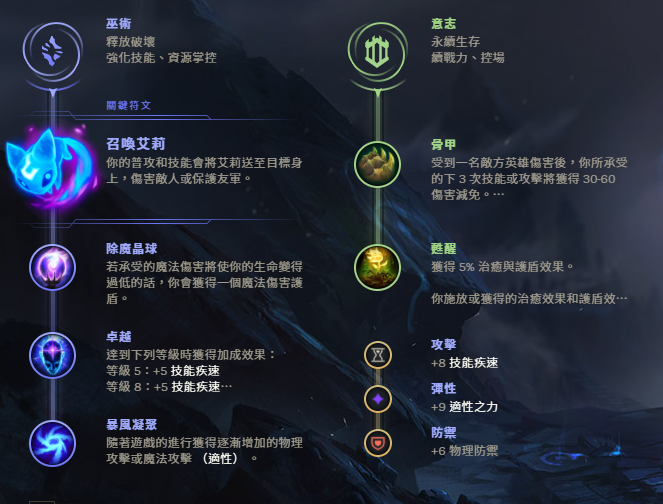 巫術
釋放破壞
強化技能、資源掌控
關鍵符文
召喚艾莉
你的普攻和技能會將艾莉送至目標身
上，傷害敵人或保護友軍。
除魔晶球
若承受的魔法傷害將使你的生命變得
過低的話，你會獲得一個魔法傷害護
盾。
卓越
達到下列等級時獲得加成效果：
等級 5：+5 技能疾速
等級 8：+5 技能疾速⋯
暴風凝聚
隨著遊戲的進行獲得逐漸增加的物理
攻擊或魔法攻擊 （適性） 。
意志
永續生存
續戰力、控場
骨甲
受到一名敵方英雄傷害後，你所承受
的下 3 次技能或攻擊將獲得 30-60
傷害減免。⋯
甦醒
獲得 5% 治癒與護盾效果。
你施放或獲得的治癒效果和護盾效⋯
攻擊
+8 技能疾速
彈性
+9 適性之力
防禦
+6 物理防禦